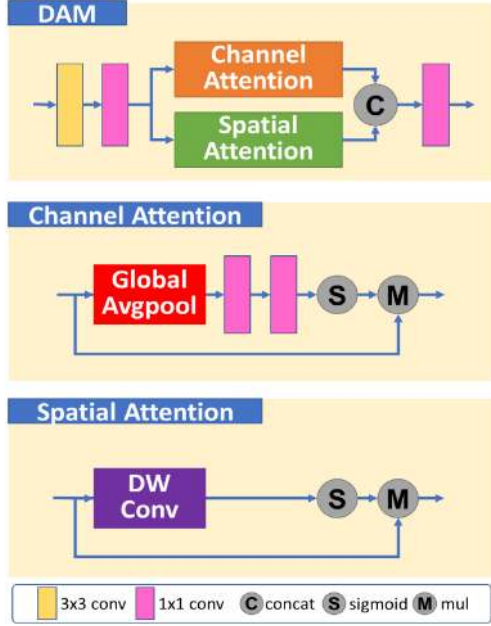 DAM
Channel
Attention
Spatial
Attention
C
Channel Attention
Global
Avgpool
S
M
Spatial Attention
DW
Conv
S
M
3x3 conv
1x1 conv
C concat
S sigmoid
M mul